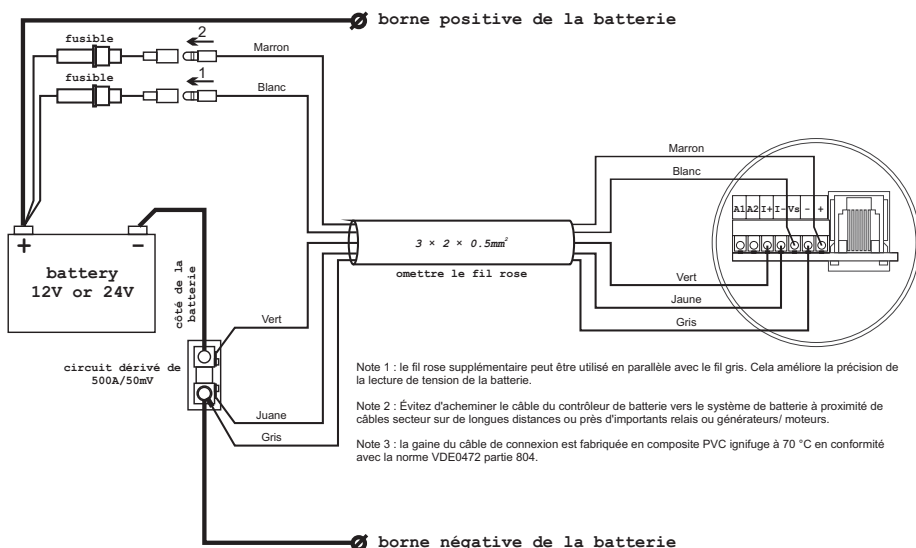 borne positive de la batterie
fusible
2
Marron
fusible
1
Blanc
Marron
Blanc
A1 A2 I+ I- Vs - +
3 × 2 × 0.5mm²
omettre le fil rose
+ -
battery
12V or 24V
côté de la
batterie
Vert
Jaune
Gris
Vert
circuit dérivé de
500A/50mV
Juane
Gris
Note 1 : le fil rose supplémentaire peut être utilisé en parallèle avec le fil gris. Cela améliore la précision de
la lecture de tension de la batterie.
Note 2 : Évitez d'acheminer le câble du contrôleur de batterie vers le système de batterie à proximité de
câbles secteur sur de longues distances ou près d'importants relais ou générateurs/ moteurs.
Note 3 : la gaine du câble de connexion est fabriquée en composite PVC ignifuge à 70 °C en conformité
avec la norme VDE0472 partie 804.
borne négative de la batterie